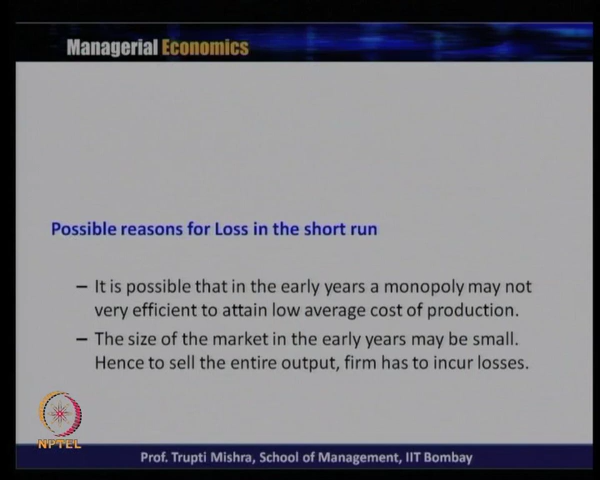 Managerial Economics
Possible reasons for Loss in the short run
– It is possible that in the early years a monopoly may not
very efficient to attain low average cost of production.
– The size of the market in the early years may be small.
Hence to sell the entire output, firm has to incur losses.
NPTEL
Prof. Trupti Mishra, School of Management, IIT Bombay